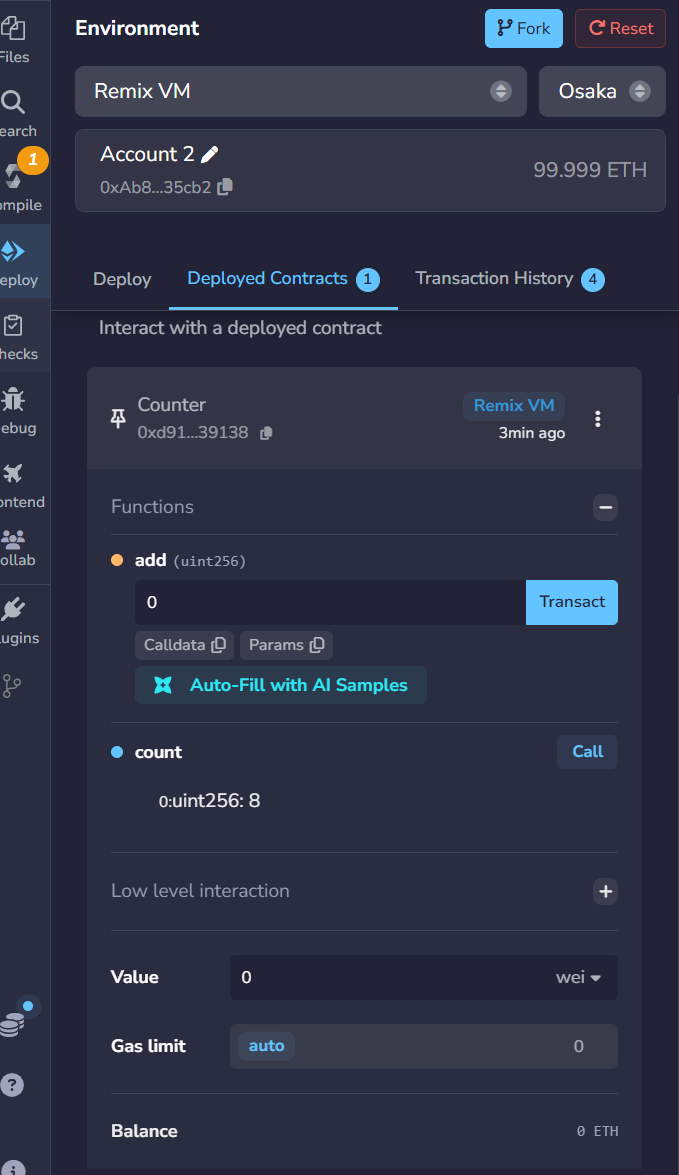 Environment
Fork
Reset
Files
Remix VM
Osaka
earch
Account 2
0xAb8...35cb2
99.999 ETH
1
ompile
eploy
Deploy
Deployed Contracts 1
Transaction History 4
Interact with a deployed contract
hecks
Counter
0xd91...39138
Remix VM
3min ago
ebug
ontend
Functions
ollab
add (uint256)
0
Transact
ugins
Calldata
Params
Auto-Fill with AI Samples
count
Call
0:uint256: 8
Low level interaction
Value
0
wei
Gas limit
auto
0
Balance
0 ETH